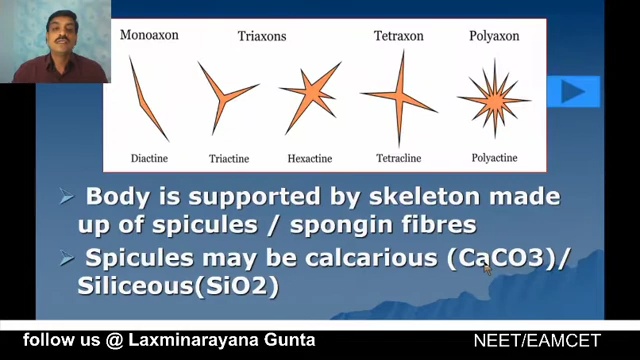 Monoaxon Triaxons Tetraxon Polyaxon
Diactine Triactine Hexactine Tetracline Polyactine
Body is supported by skeleton made
up of spicules / spongin fibres
Spicules may be calcarious (CaCO3)/
Siliceous(SiO2)
follow us @ Laxminarayana Gunta NEET/EAMCET